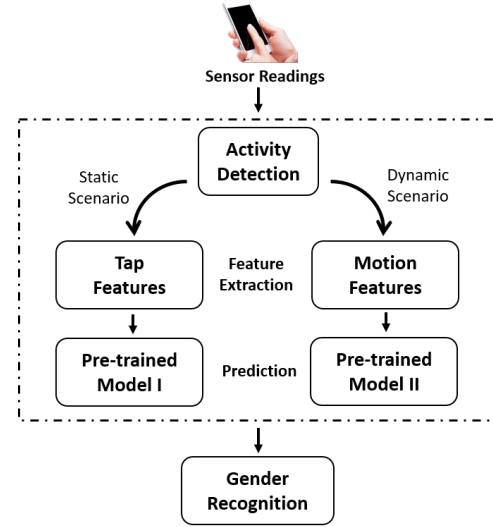 Sensor Readings
Activity
Detection
Static
Scenario
Dynamic
Scenario
Tap
Features
Feature
Extraction
Motion
Features
Pre-trained
Model I
Prediction
Pre-trained
Model II
Gender
Recognition